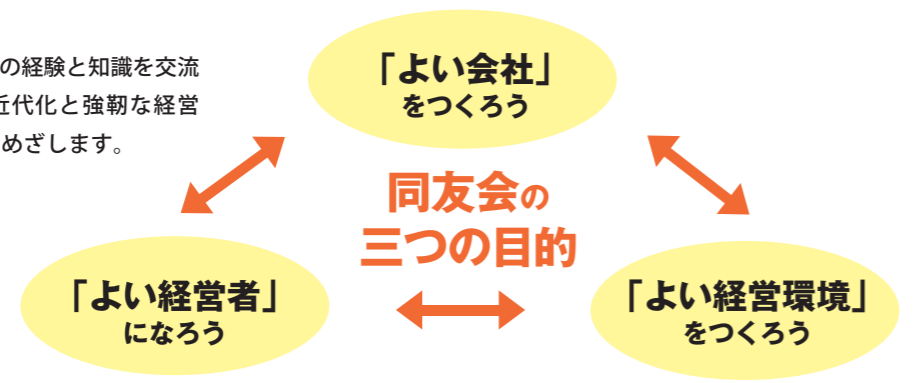 の経験と知識を交流
近代化と強靭な経営
めざします。
「よい会社」
をつくろう
同友会の
三つの目的
「よい経営者」
になろう
「よい経営環境」
をつくろう